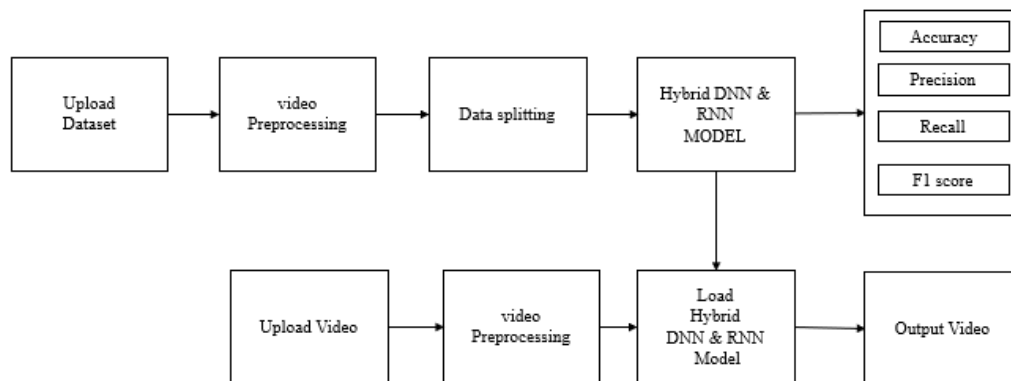 Upload
Dataset
video
Preprocessing
Data splitting
Hybrid DNN &
RNN
MODEL
Accuracy
Precision
Recall
F1 score
Upload Video
video
Preprocessing
Load
Hybrid
DNN & RNN
Model
Output Video